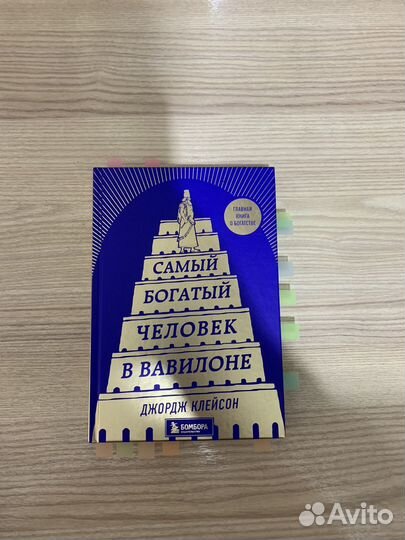 ГЛАВНАЯ
КНИГА
О БОГАТСТВЕ
САМЫЙ
БОГАТЫЙ
ЧЕЛОВЕК
В ВАВИЛОНЕ
ДЖОРДЖ КЛЕЙСОН
БОМБОРА
Avito